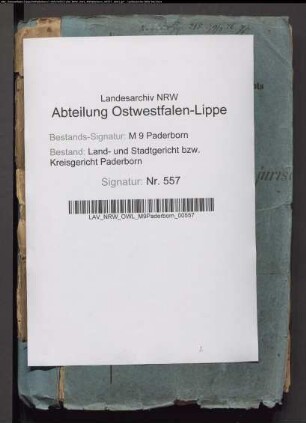 Landesarchiv NRW
Abteilung Ostwestfalen-Lippe
Bestands-Signatur: M 9 Paderborn
Bestand: Land- und Stadtgericht bzw.
Kreisgericht Paderborn
Signatur: Nr. 557
LAV_NRW_OWL_M9Paderborn_00557